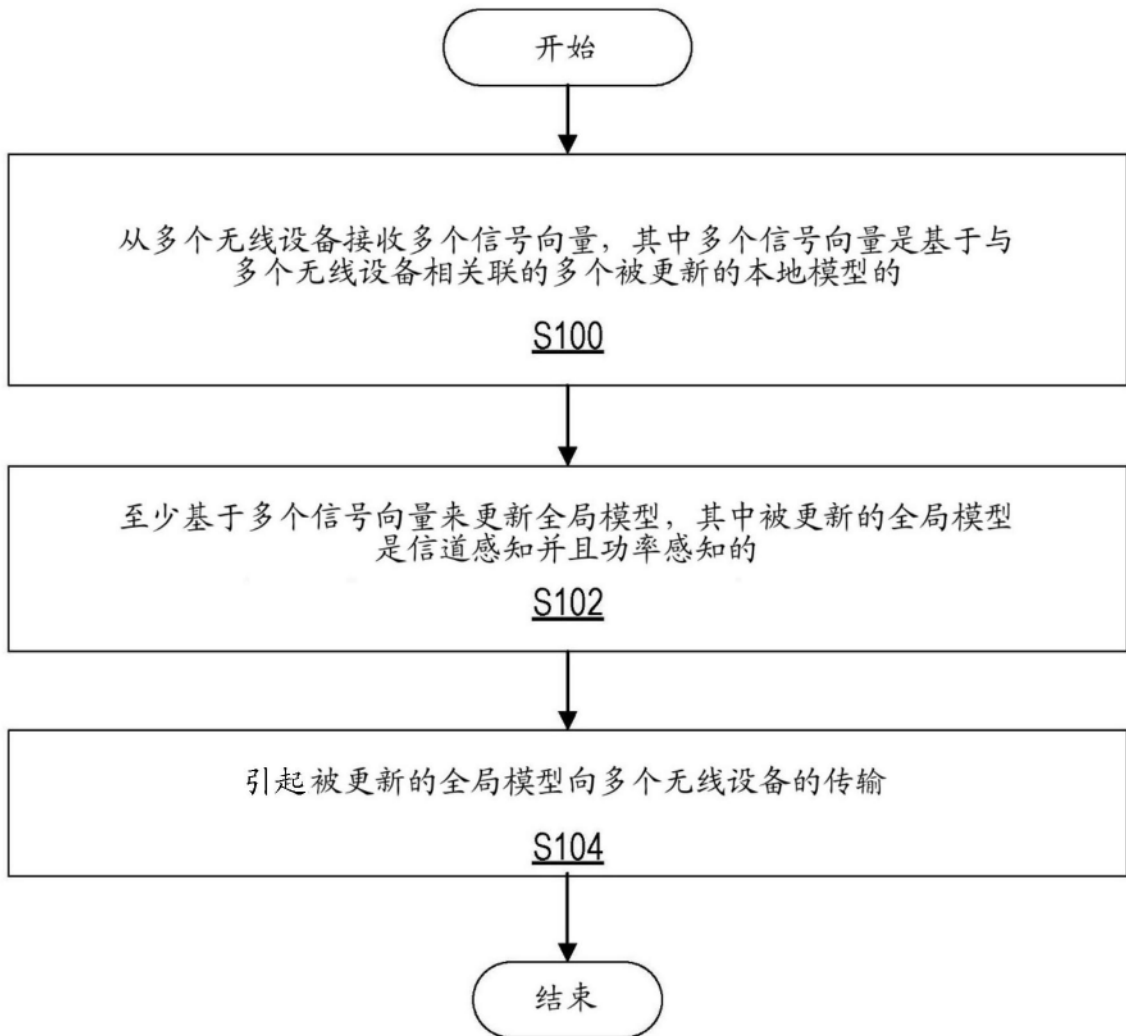 开始
从多个无线设备接收多个信号向量，其中多个信号向量是基于与
多个无线设备相关联的多个被更新的本地模型的
S100
至少基于多个信号向量来更新全局模型，其中被更新的全局模型
是信道感知并且功率感知的
S102
引起被更新的全局模型向多个无线设备的传输
S104
结束